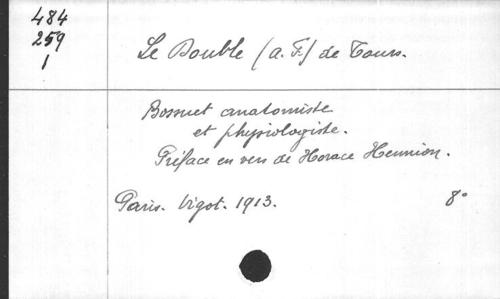 484
259
1
Le Double (A. F.) de Tours.
Bossuet anatomiste
et physiologiste.
Préface en vers de Horace Hennion.
Paris. Vigot. 1913. 8°